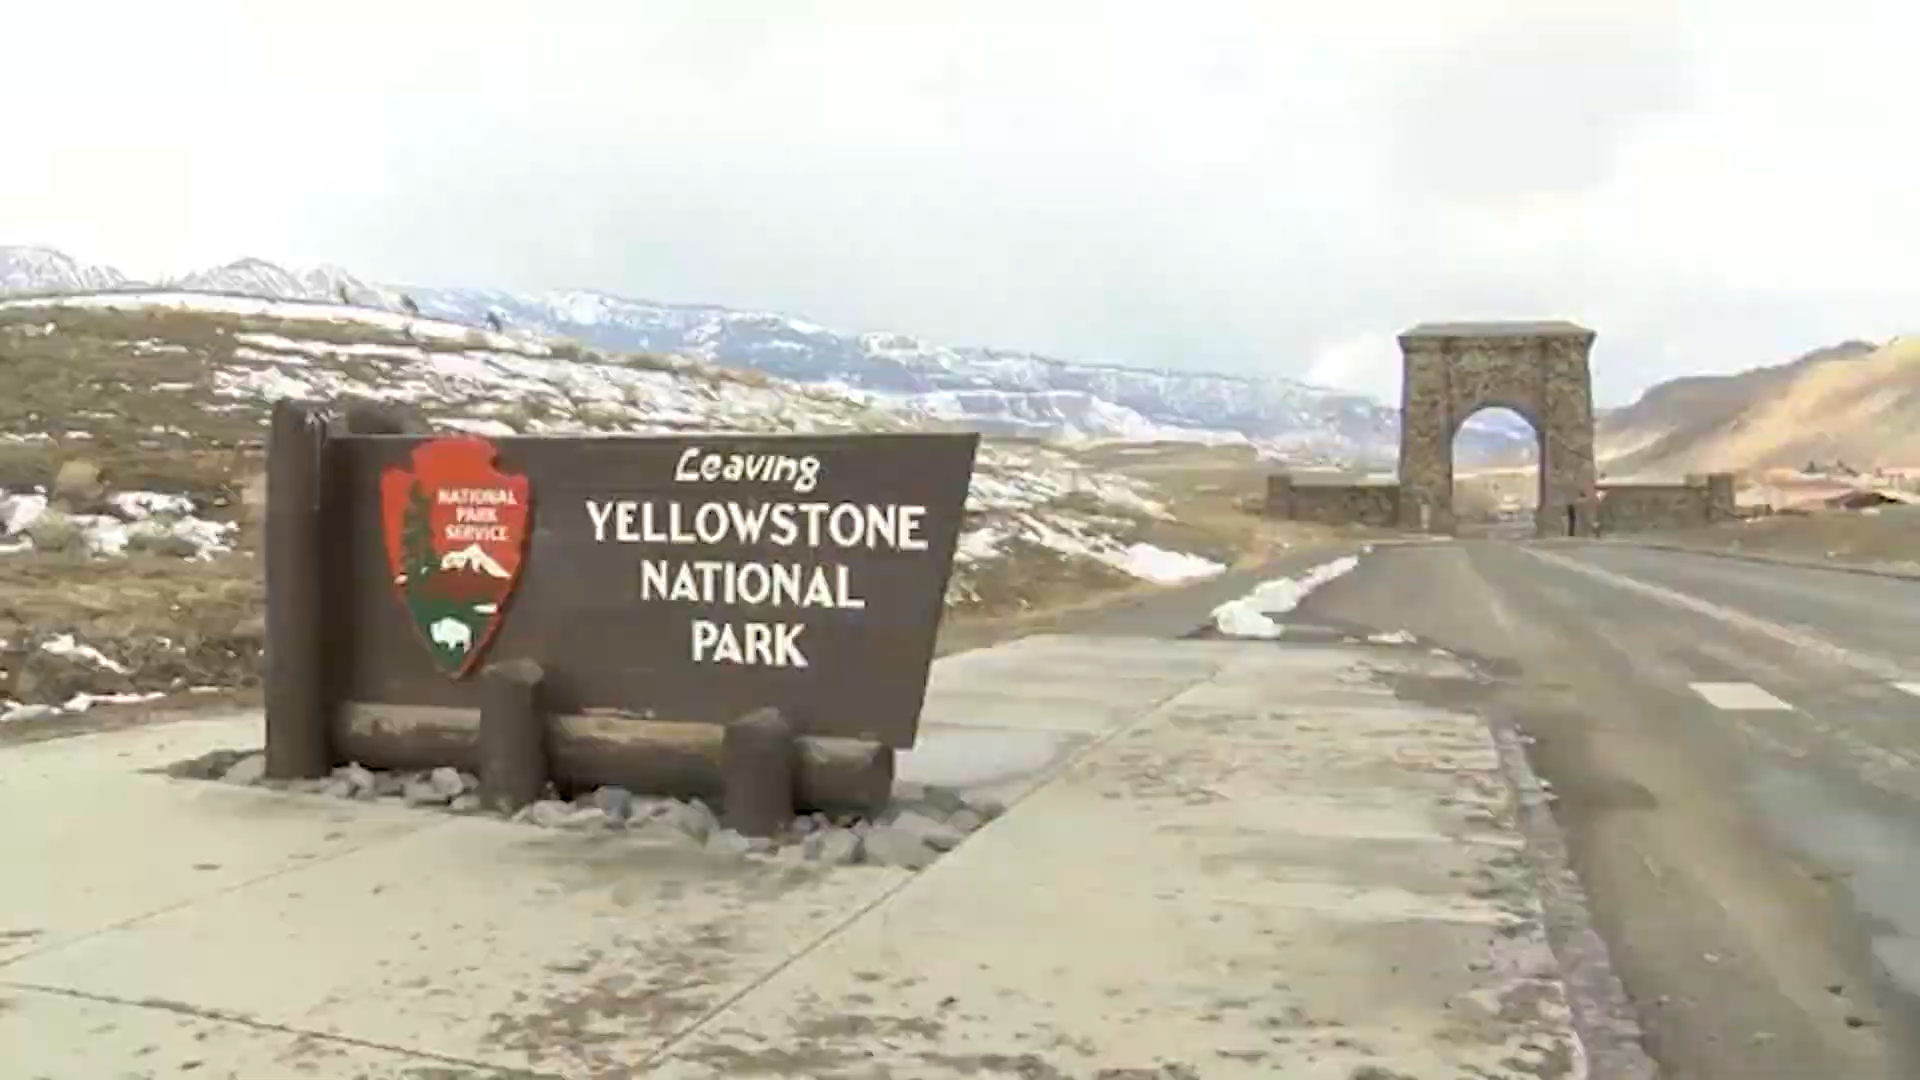 NATIONAL
PARK
SERVICE
Leaving
YELLOWSTONE
NATIONAL
PARK